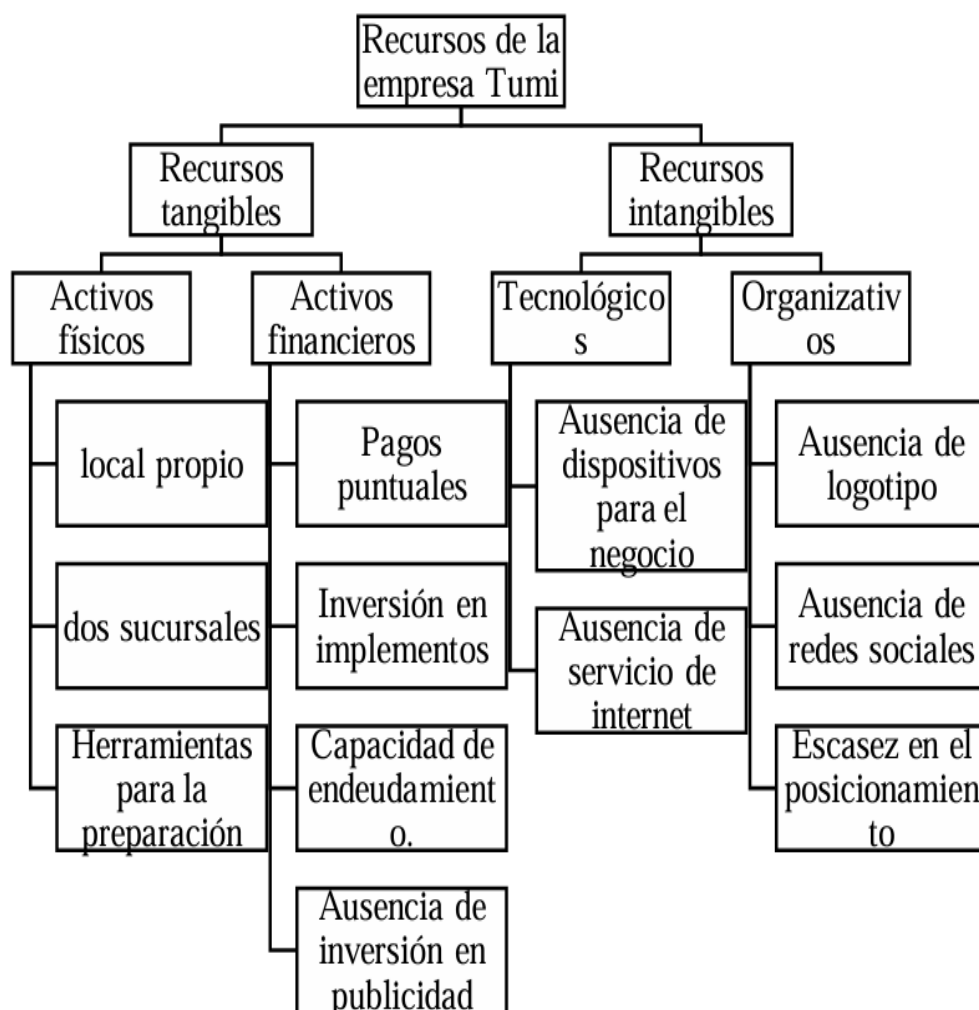 Recursos de la
empresa Tumi
Recursos
tangibles
Recursos
intangibles
Activos
físicos
Activos
financieros
Tecnológico
s
Organizativ
os
local propio
dos sucursales
Herramientas
para la
preparación
Pagos
puntuales
Inversión en
implementos
Capacidad de
endeudamient
o.
Ausencia de
inversión en
publicidad
Ausencia de
dispositivos
para el
negocio
Ausencia de
servicio de
internet
Ausencia de
logotipo
Ausencia de
redes sociales
Escasez en el
posicionamien
to